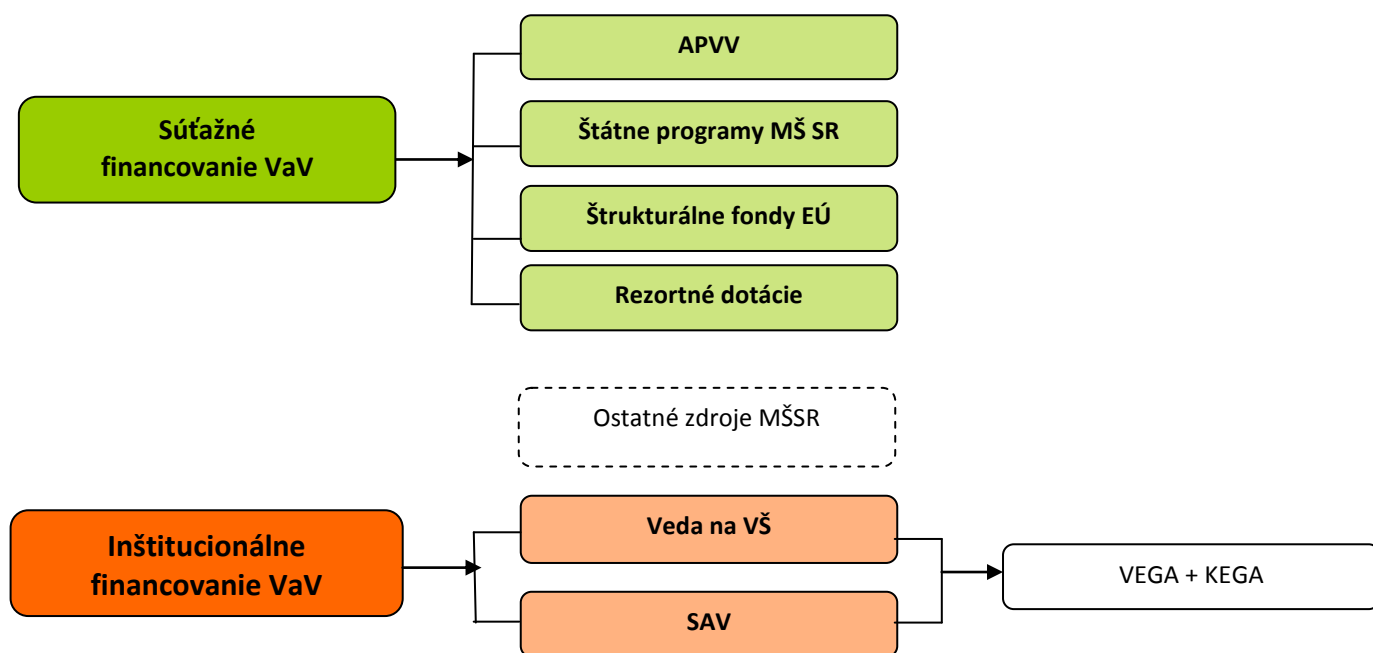 APVV
Súťažné
financovanie VaV
Štátne programy MŠ SR
Štrukturálne fondy EÚ
Rezortné dotácie
Ostatné zdroje MŠSR
Inštitucionálne
financovanie VaV
Veda na VŠ
SAV
VEGA + KEGA